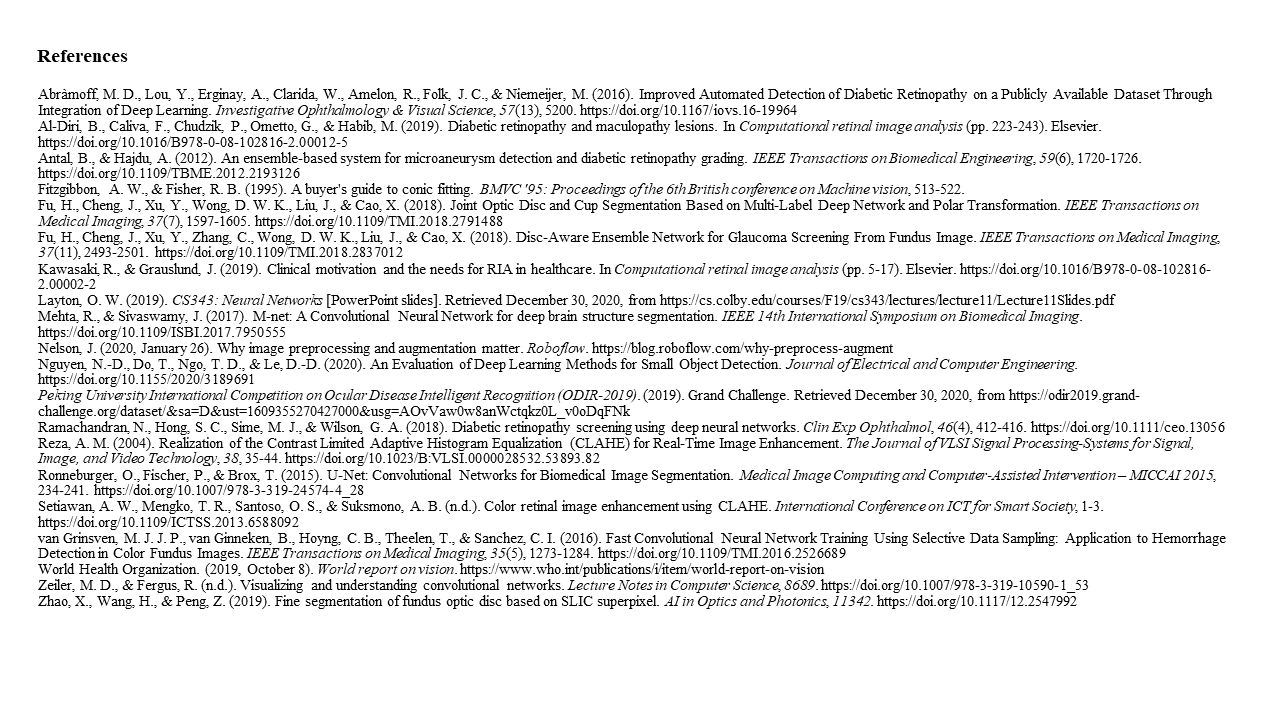 References
Abràmoff, M. D., Lou, Y., Erginay, A., Clarida, W., Amelon, R., Folk, J. C., & Niemeijer, M. (2016). Improved Automated Detection of Diabetic Retinopathy on a Publicly Available Dataset Through
Integration of Deep Learning. Investigative Ophthalmology & Visual Science, 57(13), 5200. https://doi.org/10.1167/iovs.16-19964
Al-Diri, B., Caliva, F., Chudzik, P., Ometto, G., & Habib, M. (2019). Diabetic retinopathy and maculopathy lesions. In Computational retinal image analysis (pp. 223-243). Elsevier.
https://doi.org/10.1016/B978-0-08-102816-2.00012-5
Antal, B., & Hajdu, A. (2012). An ensemble-based system for microaneurysm detection and diabetic retinopathy grading. IEEE Transactions on Biomedical Engineering, 59(6), 1720-1726.
https://doi.org/10.1109/TBME.2012.2193126
Fitzgibbon, A. W., & Fisher, R. B. (1995). A buyer's guide to conic fitting. BMVC '95: Proceedings of the 6th British conference on Machine vision, 513-522.
Fu, H., Cheng, J., Xu, Y., Wong, D. W. K., Liu, J., & Cao, X. (2018). Joint Optic Disc and Cup Segmentation Based on Multi-Label Deep Network and Polar Transformation. IEEE Transactions on
Medical Imaging, 37(7), 1597-1605. https://doi.org/10.1109/TMI.2018.2791488
Fu, H., Cheng, J., Xu, Y., Zhang, C., Wong, D. W. K., Liu, J., & Cao, X. (2018). Disc-Aware Ensemble Network for Glaucoma Screening From Fundus Image. IEEE Transactions on Medical Imaging,
37(11), 2493-2501. https://doi.org/10.1109/TMI.2018.2837012
Kawasaki, R., & Grauslund, J. (2019). Clinical motivation and the needs for RIA in healthcare. In Computational retinal image analysis (pp. 5-17). Elsevier. https://doi.org/10.1016/B978-0-08-102816-
2.00002-2
Layton, O. W. (2019). CS343: Neural Networks [PowerPoint slides]. Retrieved December 30, 2020, from https://cs.colby.edu/courses/F19/cs343/lectures/lecture11/Lecture11Slides.pdf
Mehta, R., & Sivaswamy, J. (2017). M-net: A Convolutional Neural Network for deep brain structure segmentation. IEEE 14th International Symposium on Biomedical Imaging.
https://doi.org/10.1109/ISBI.2017.7950555
Nelson, J. (2020, January 26). Why image preprocessing and augmentation matter. Roboflow. https://blog.roboflow.com/why-preprocess-augment
Nguyen, N.-D., Do, T., Ngo, T. D., & Le, D.-D. (2020). An Evaluation of Deep Learning Methods for Small Object Detection. Journal of Electrical and Computer Engineering.
https://doi.org/10.1155/2020/3189691
Peking University International Competition on Ocular Disease Intelligent Recognition (ODIR-2019). (2019). Grand Challenge. Retrieved December 30, 2020, from https://odir2019.grand-
challenge.org/dataset/&sa=D&ust=1609355270427000&usg=AOvVaw0w8anWctqkz0L_v0oDqFNk
Ramachandran, N., Hong, S. C., Sime, M. J., & Wilson, G. A. (2018). Diabetic retinopathy screening using deep neural networks. Clin Exp Ophthalmol, 46(4), 412-416. https://doi.org/10.1111/ceo.13056
Reza, A. M. (2004). Realization of the Contrast Limited Adaptive Histogram Equalization (CLAHE) for Real-Time Image Enhancement. The Journal of VLSI Signal Processing-Systems for Signal,
Image, and Video Technology, 38, 35-44. https://doi.org/10.1023/B:VLSI.0000028532.53893.82
Ronneburger, O., Fischer, P., & Brox, T. (2015). U-Net: Convolutional Networks for Biomedical Image Segmentation. Medical Image Computing and Computer-Assisted Intervention – MICCAI 2015,
234-241. https://doi.org/10.1007/978-3-319-24574-4_28
Setiawan, A. W., Mengko, T. R., Santoso, O. S., & Suksmono, A. B. (n.d.). Color retinal image enhancement using CLAHE. International Conference on ICT for Smart Society, 1-3.
https://doi.org/10.1109/ICTSS.2013.6588092
van Grinsven, M. J. J. P., van Ginneken, B., Hoyng, C. B., Theelen, T., & Sanchez, C. I. (2016). Fast Convolutional Neural Network Training Using Selective Data Sampling: Application to Hemorrhage
Detection in Color Fundus Images. IEEE Transactions on Medical Imaging, 35(5), 1273-1284. https://doi.org/10.1109/TMI.2016.2526689
World Health Organization. (2019, October 8). World report on vision. https://www.who.int/publications/i/item/world-report-on-vision
Zeiler, M. D., & Fergus, R. (n.d.). Visualizing and understanding convolutional networks. Lecture Notes in Computer Science, 8689. https://doi.org/10.1007/978-3-319-10590-1_53
Zhao, X., Wang, H., & Peng, Z. (2019). Fine segmentation of fundus optic disc based on SLIC superpixel. AI in Optics and Photonics, 11342. https://doi.org/10.1117/12.2547992